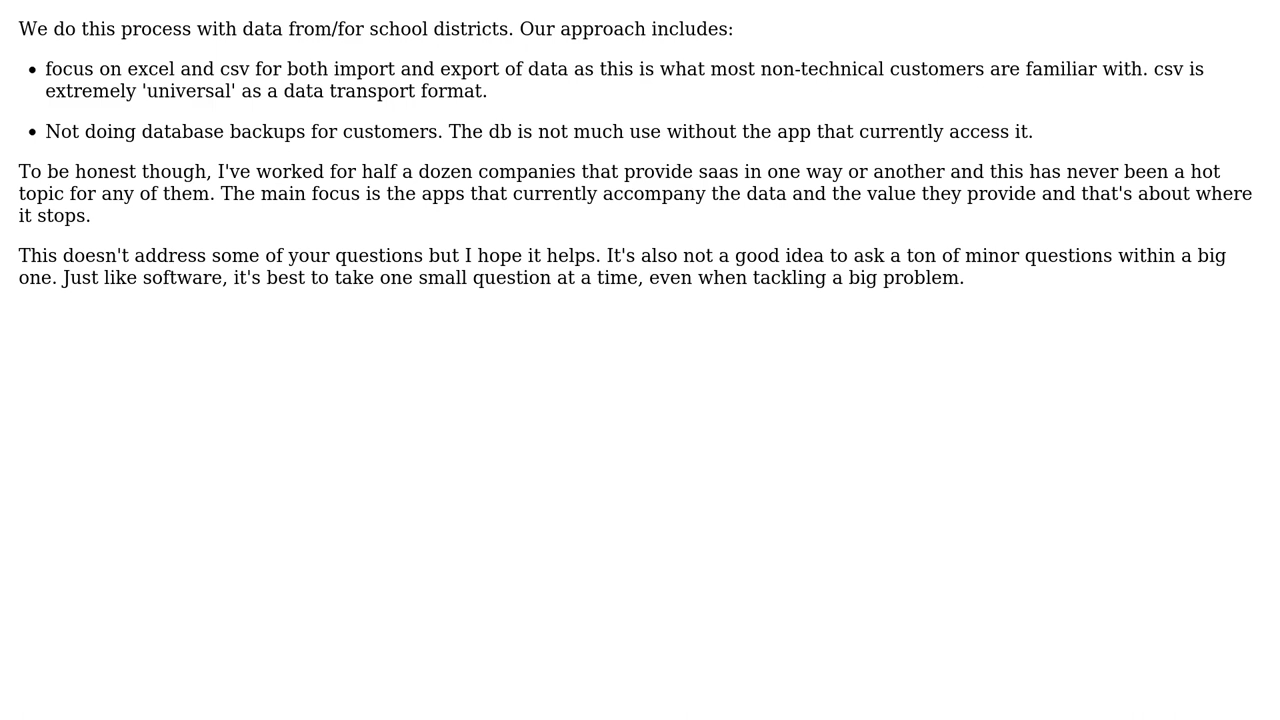 We do this process with data from/for school districts. Our approach includes:
• focus on excel and csv for both import and export of data as this is what most non-technical customers are familiar with. csv is
extremely 'universal' as a data transport format.
• Not doing database backups for customers. The db is not much use without the app that currently access it.
To be honest though, I've worked for half a dozen companies that provide saas in one way or another and this has never been a hot
topic for any of them. The main focus is the apps that currently accompany the data and the value they provide and that's about where
it stops.
This doesn't address some of your questions but I hope it helps. It's also not a good idea to ask a ton of minor questions within a big
one. Just like software, it's best to take one small question at a time, even when tackling a big problem.